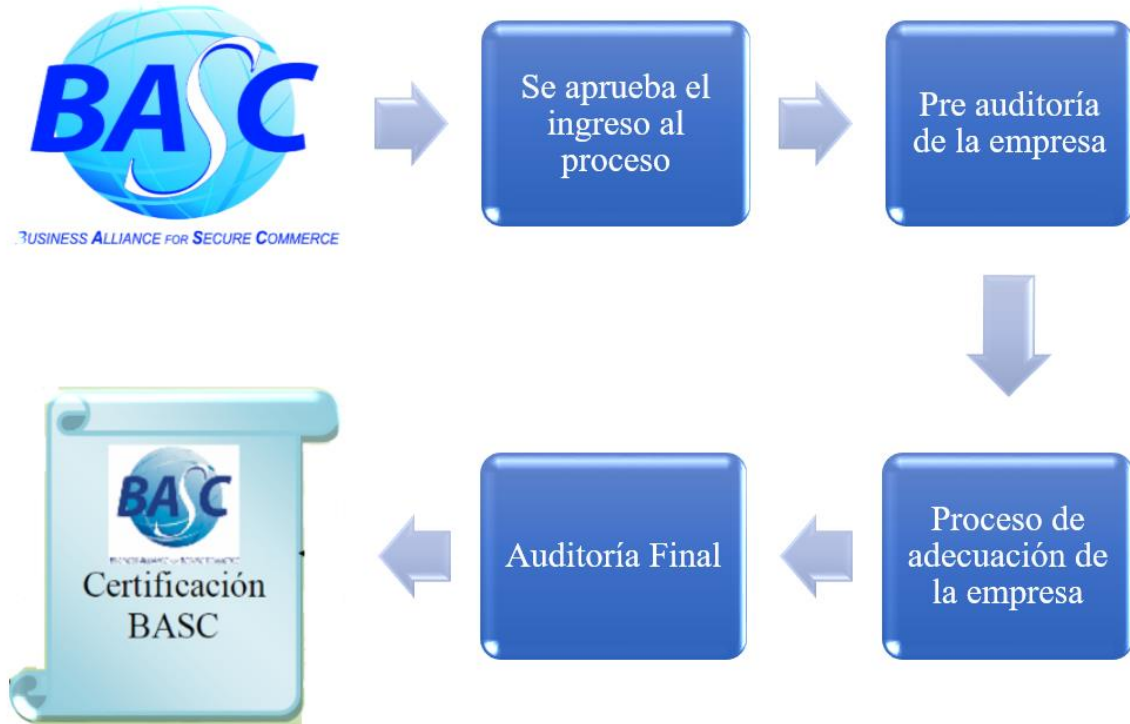 BASC
BUSINESS ALLIANCE FOR SECURE COMMERCE
Se aprueba el
ingreso al
proceso
Pre auditoría
de la empresa
Proceso de
adecuación de
la empresa
Auditoría Final
BASC
Certificación
BASC